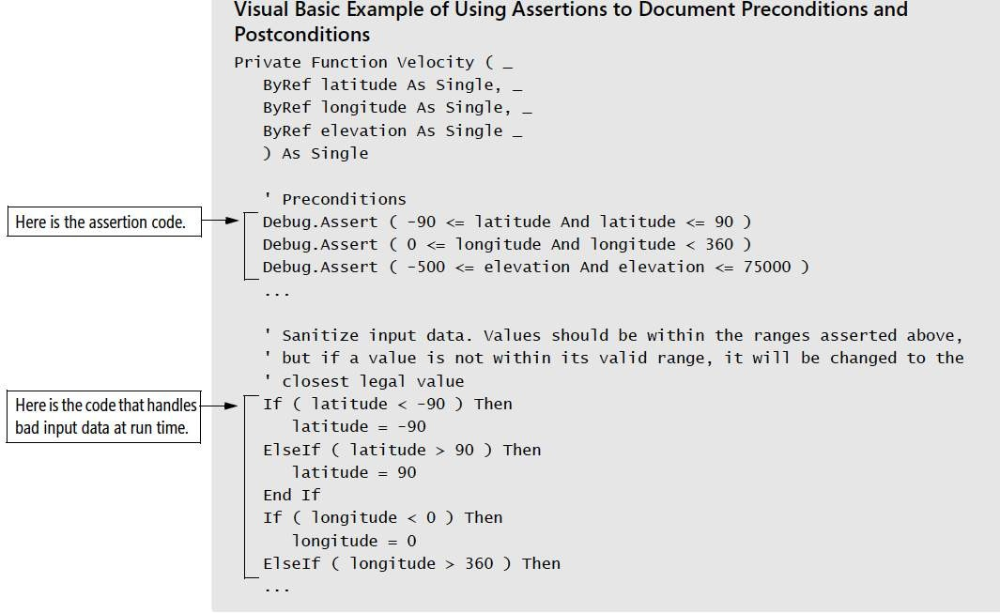 Visual Basic Example of Using Assertions to Document Preconditions and
Postconditions
Private Function Velocity ( _
   ByRef latitude As Single, _
   ByRef longitude As Single, _
   ByRef elevation As Single _
   ) As Single

   ' Preconditions
Here is the assertion code.
   Debug.Assert ( -90 <= latitude And latitude <= 90 )
   Debug.Assert ( 0 <= longitude And longitude < 360 )
   Debug.Assert ( -500 <= elevation And elevation <= 75000 )
   ...

   ' Sanitize input data. Values should be within the ranges asserted above,
   ' but if a value is not within its valid range, it will be changed to the
   ' closest legal value
Here is the code that handles
bad input data at run time.
   If ( latitude < -90 ) Then
      latitude = -90
   ElseIf ( latitude > 90 ) Then
      latitude = 90
   End If
   If ( longitude < 0 ) Then
      longitude = 0
   ElseIf ( longitude > 360 ) Then
   ...